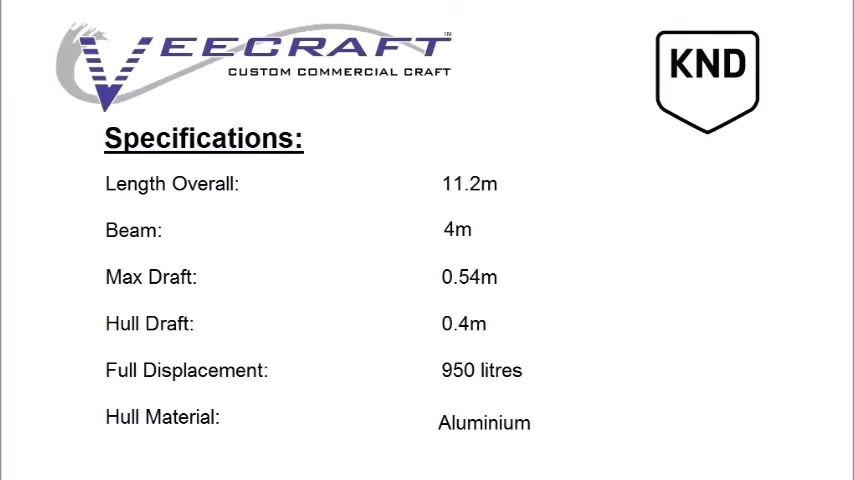 VEECRAFT™
CUSTOM COMMERCIAL CRAFT
KND
Specifications:
Length Overall: 11.2m
Beam: 4m
Max Draft: 0.54m
Hull Draft: 0.4m
Full Displacement: 950 litres
Hull Material: Aluminium